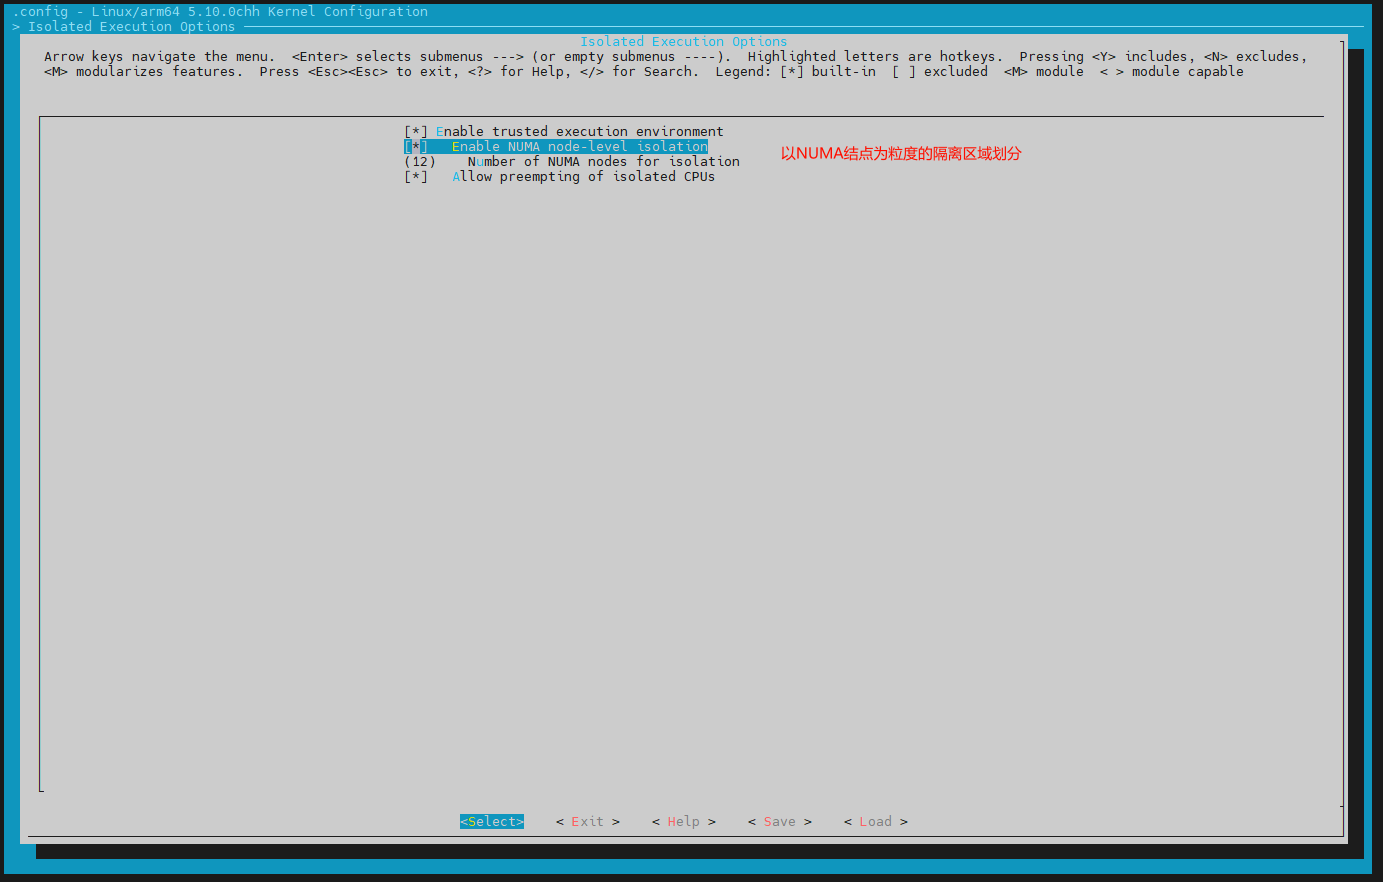 .config - Linux/arm64 5.10.0chh Kernel Configuration
> Isolated Execution Options
Isolated Execution Options
Arrow keys navigate the menu.  <Enter> selects submenus ---> (or empty submenus ----).  Highlighted letters are hotkeys.  Pressing <Y> includes, <N> excludes,
<M> modularizes features.  Press <Esc><Esc> to exit, <?> for Help, </> for Search.  Legend: [*] built-in  [ ] excluded  <M> module  < > module capable
[*] Enable trusted execution environment
[*]   Enable NUMA node-level isolation
以NUMA结点为粒度的隔离区域划分
(12)    Number of NUMA nodes for isolation
[*]   Allow preempting of isolated CPUs
<Select>    < Exit >    < Help >    < Save >    < Load >